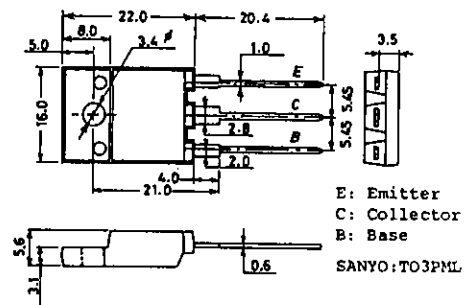 22.0
20.4
8.0
5.0
3.4 ø
1.0
3.5
E
16.0
C
5.45
2.8
5.45
B
2.0
4.0
21.0
E: Emitter
C: Collector
B: Base
5.6
3.1
0.6
SANYO:TO3PML